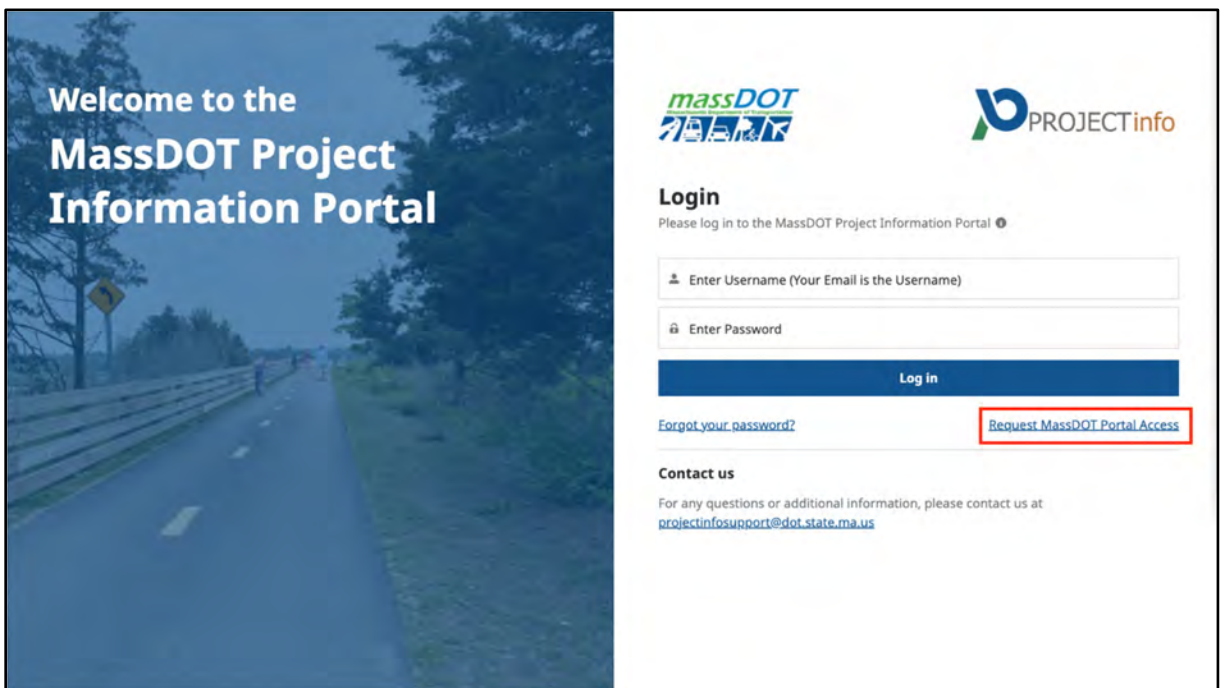 Welcome to the
MassDOT Project
Information Portal
massDOT
PROJECTinfo
Login
Please log in to the MassDOT Project Information Portal
Enter Username (Your Email is the Username)
Enter Password
Log in
Forgot your password?
Request MassDOT Portal Access
Contact us
For any questions or additional information, please contact us at
projectinfosupport@dot.state.ma.us